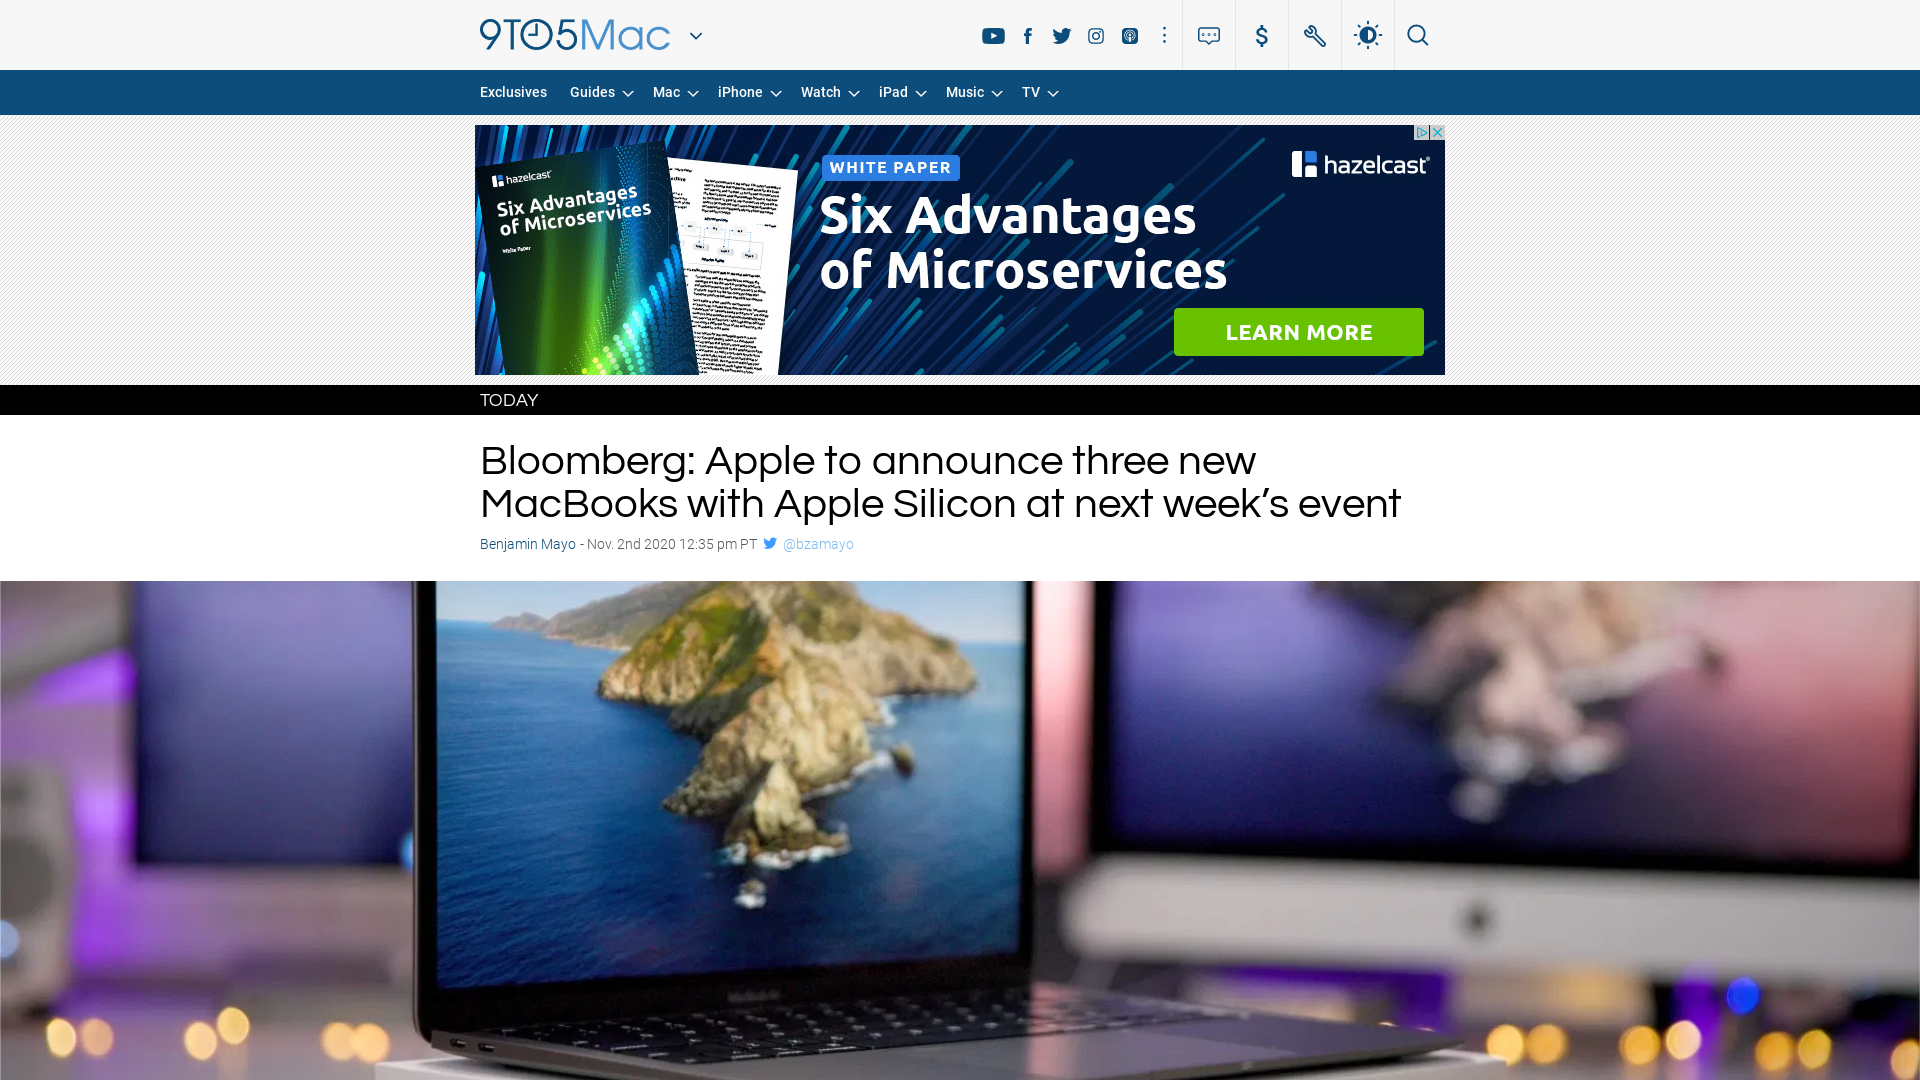 9TO5Mac
Exclusives Guides Mac iPhone Watch iPad Music TV
hazelcast
Six Advantages
of Microservices
White Paper
WHITE PAPER
Six Advantages
of Microservices
hazelcast
LEARN MORE
TODAY
Bloomberg: Apple to announce three new
MacBooks with Apple Silicon at next week’s event
Benjamin Mayo - Nov. 2nd 2020 12:35 pm PT @bzamayo